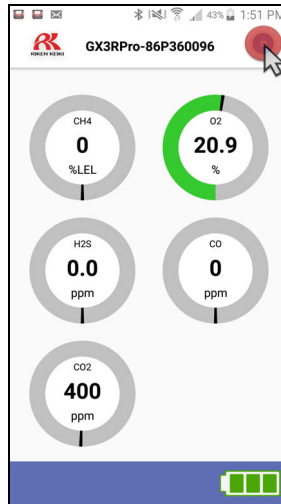 43% 1:51 PM
RIKEN KEIKI
GX3RPro-86P360096
CH4
0
%LEL
O2
20.9
%
H2S
0.0
ppm
CO
0
ppm
CO2
400
ppm